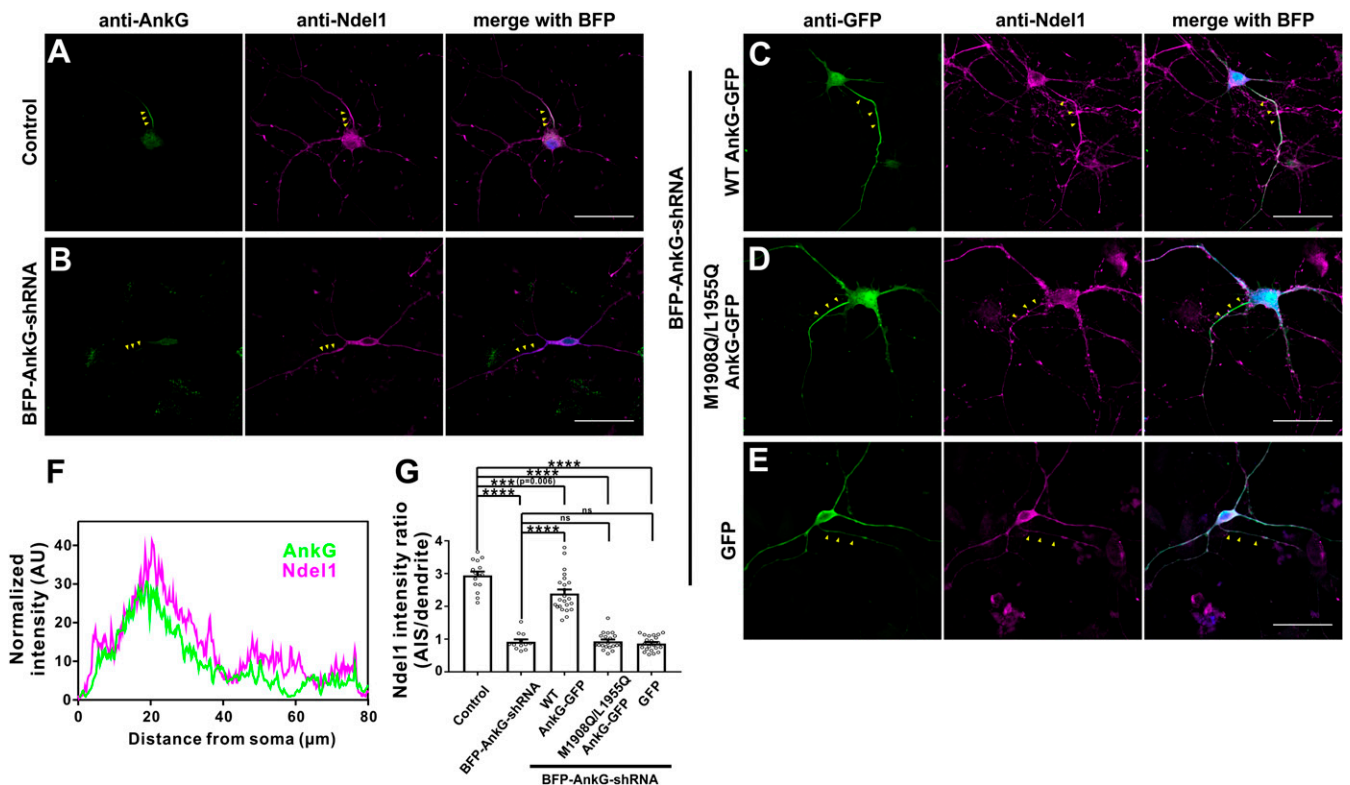 anti-AnkG anti-Ndel1 merge with BFP
A
Control
B
BFP-AnkG-shRNA
BFP-AnkG-shRNA
anti-GFP anti-Ndel1 merge with BFP
C
WT AnkG-GFP
D
M1908Q/L1955Q
AnkG-GFP
E
GFP
F
Normalized
intensity (AU)
40
30
20
10
0
AnkG
Ndel1
0 20 40 60 80
Distance from soma (µm)
G
Ndel1 intensity ratio
(AIS/dendrite)
4
3
2
1
0
****
****
***(p=0.006)
****
ns
ns
****
Control
BFP-AnkG-shRNA
WT
AnkG-GFP
M1908Q/L1955Q
AnkG-GFP
GFP
BFP-AnkG-shRNA